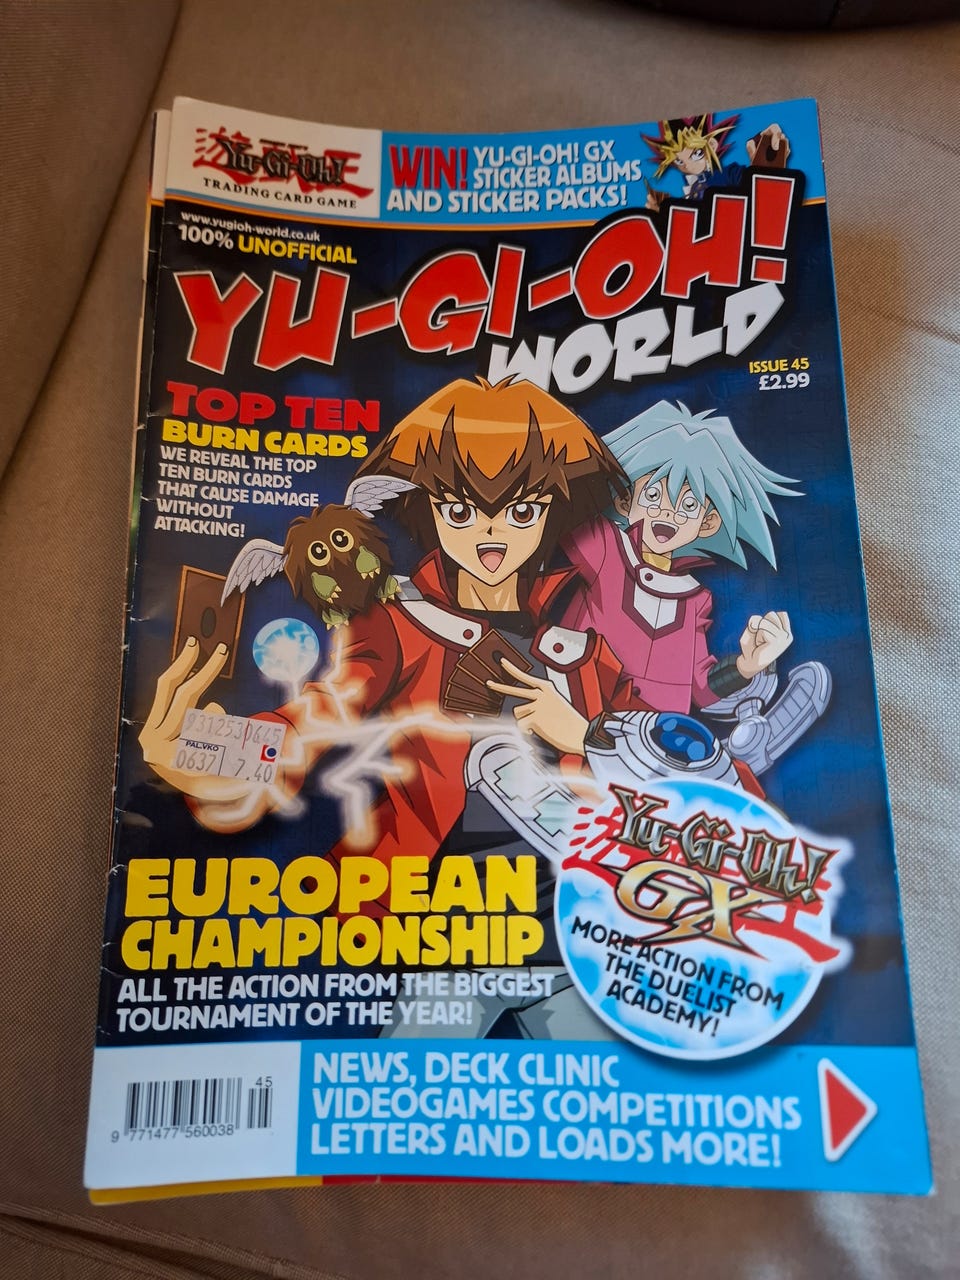 Yu-Gi-Oh!
TRADING CARD GAME
WIN! YU-GI-OH! GX
STICKER ALBUMS
AND STICKER PACKS!
www.yugioh-world.co.uk
100% UNOFFICIAL
YU-GI-OH!
WORLD
ISSUE 45
£2.99
TOP TEN
BURN CARDS
WE REVEAL THE TOP
TEN BURN CARDS
THAT CAUSE DAMAGE
WITHOUT
ATTACKING!
PAL.VKO
0637 7.40
Yu-Gi-Oh!
GX
MORE ACTION FROM
THE DUELIST
ACADEMY!
EUROPEAN
CHAMPIONSHIP
ALL THE ACTION FROM THE BIGGEST
TOURNAMENT OF THE YEAR!
45
9 771477 560038
NEWS, DECK CLINIC
VIDEOGAMES COMPETITIONS
LETTERS AND LOADS MORE!